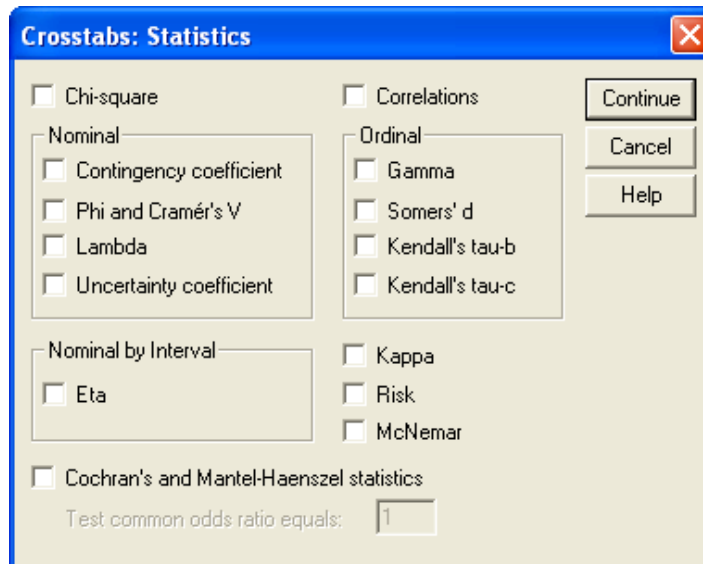 Crosstabs: Statistics
Chi-square
Correlations
Continue
Nominal
Ordinal
Cancel
Contingency coefficient
Gamma
Help
Phi and Cramér's V
Somers' d
Lambda
Kendall's tau-b
Uncertainty coefficient
Kendall's tau-c
Nominal by Interval
Kappa
Eta
Risk
McNemar
Cochran's and Mantel-Haenszel statistics
Test common odds ratio equals: 1